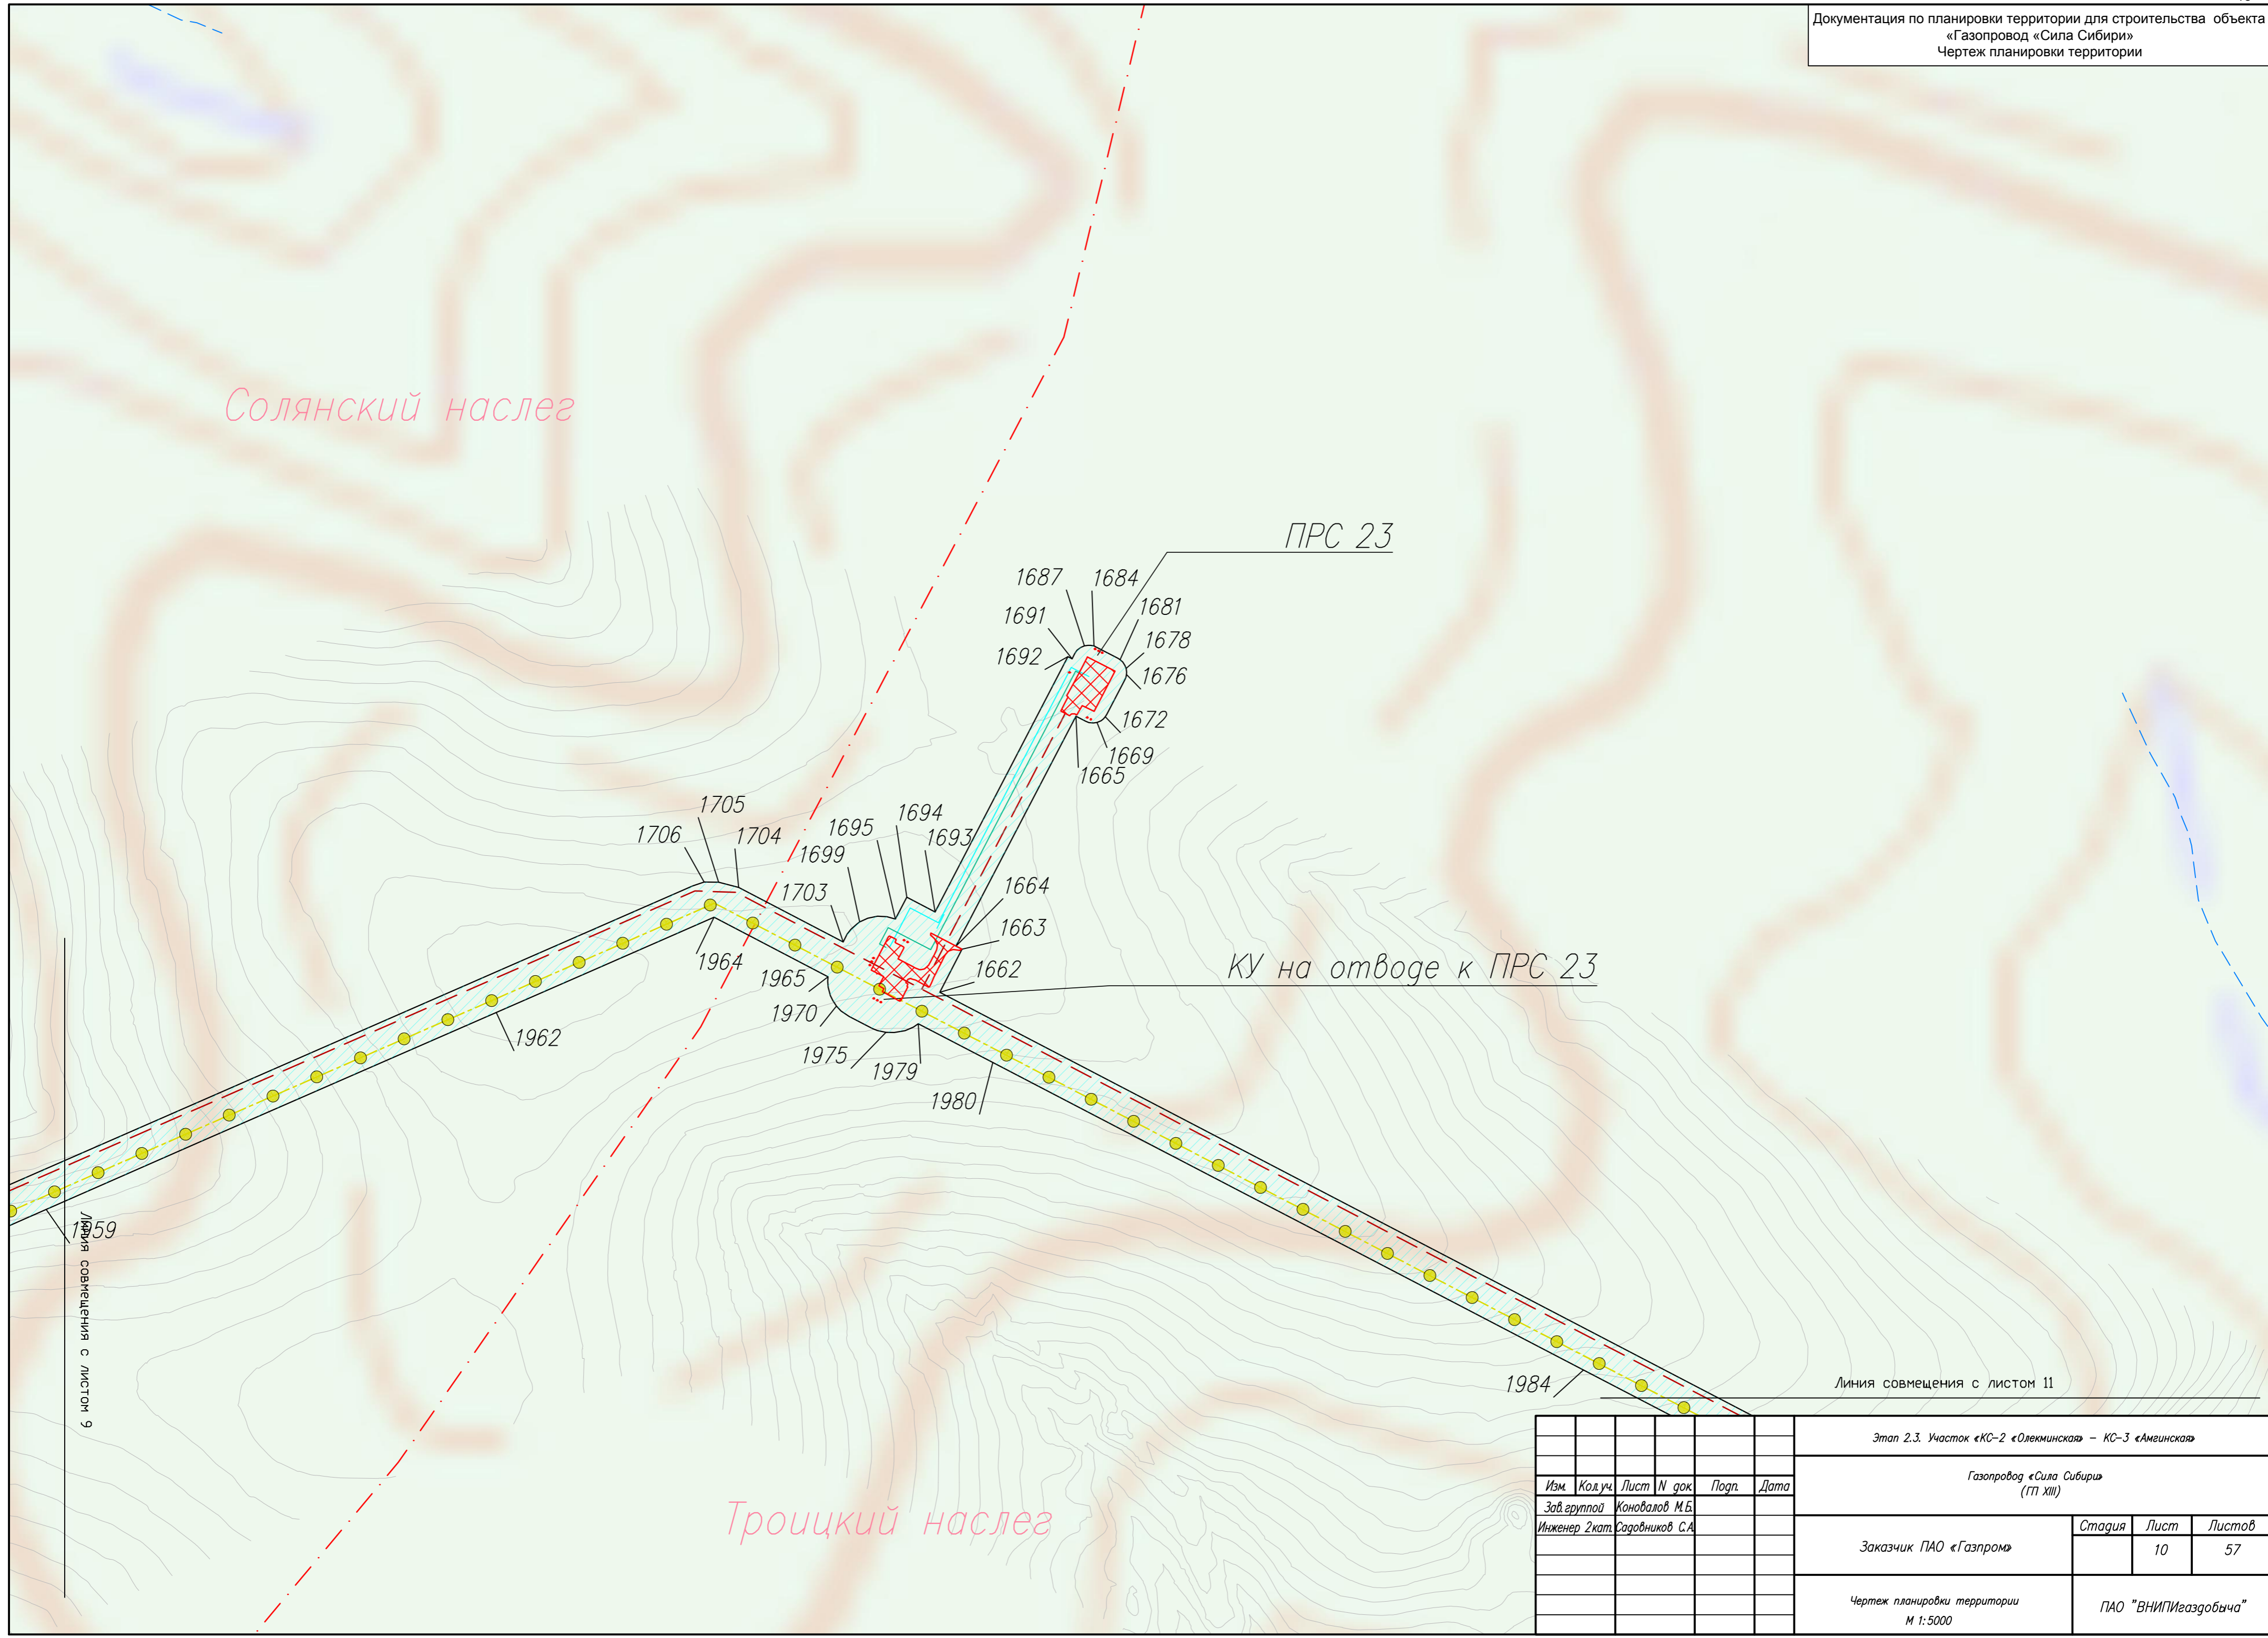 Документация по планировки территории для строительства объекта
«Газопровод «Сила Сибири»
Чертеж планировки территории
Солянский наслег
ПРС 23
1687
1684
1691
1681
1692
1678
1676
1672
1669
1665
1705
1706
1704
1695
1694
1693
1699
1703
1664
1663
1662
КУ на отводе к ПРС 23
1964
1965
1970
1962
1975
1979
1980
1959
Линия совмещения с листом 9
1984
Линия совмещения с листом 11
Троицкий наслег
Этап 2.3. Участок «КС-2 «Олекминская» - КС-3 «Амгинская»
Газопровод «Сила Сибири»
(ГП XIII)
Изм. Кол.уч. Лист N док. Подп. Дата
Зав.группой Коновалов М.Б.
Инженер 2кат. Садовников С.А.
Заказчик ПАО «Газпром»
Стадия Лист Листов
10 57
Чертеж планировки территории
М 1:5000
ПАО "ВНИПИгаздобыча"